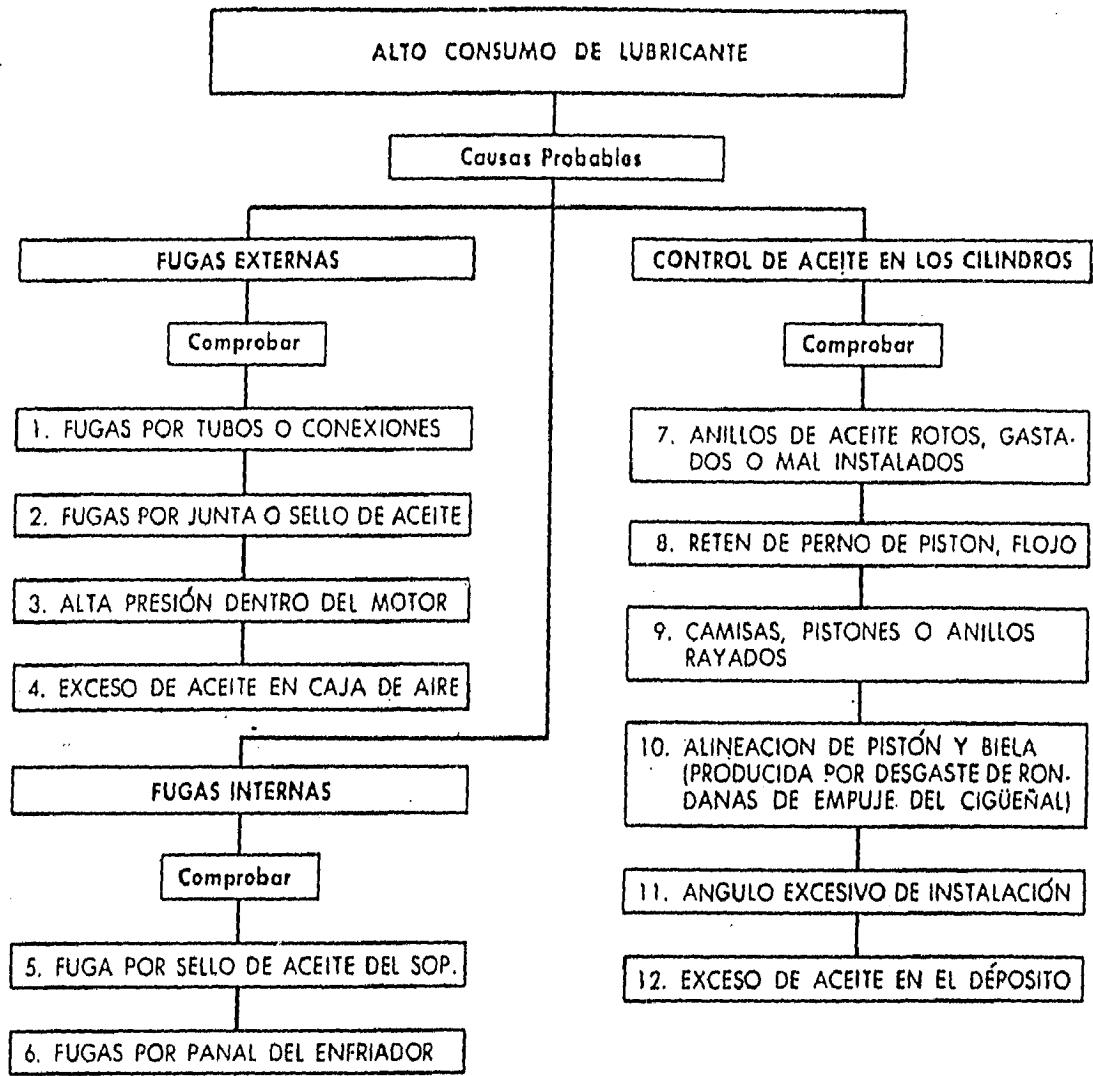 ALTO CONSUMO DE LUBRICANTE
Causas Probables
FUGAS EXTERNAS
Comprobar
1. FUGAS POR TUBOS O CONEXIONES
2. FUGAS POR JUNTA O SELLO DE ACEITE
3. ALTA PRESIÓN DENTRO DEL MOTOR
4. EXCESO DE ACEITE EN CAJA DE AIRE
FUGAS INTERNAS
Comprobar
5. FUGA POR SELLO DE ACEITE DEL SOP.
6. FUGAS POR PANAL DEL ENFRIADOR
CONTROL DE ACEITE EN LOS CILINDROS
Comprobar
7. ANILLOS DE ACEITE ROTOS, GASTA-
DOS O MAL INSTALADOS
8. RETEN DE PERNO DE PISTON, FLOJO
9. CAMISAS, PISTONES O ANILLOS
RAYADOS
10. ALINEACION DE PISTÓN Y BIELA
(PRODUCIDA POR DESGASTE DE RON-
DANAS DE EMPUJE DEL CIGÜEÑAL)
11. ANGULO EXCESIVO DE INSTALACIÓN
12. EXCESO DE ACEITE EN EL DÉPOSITO